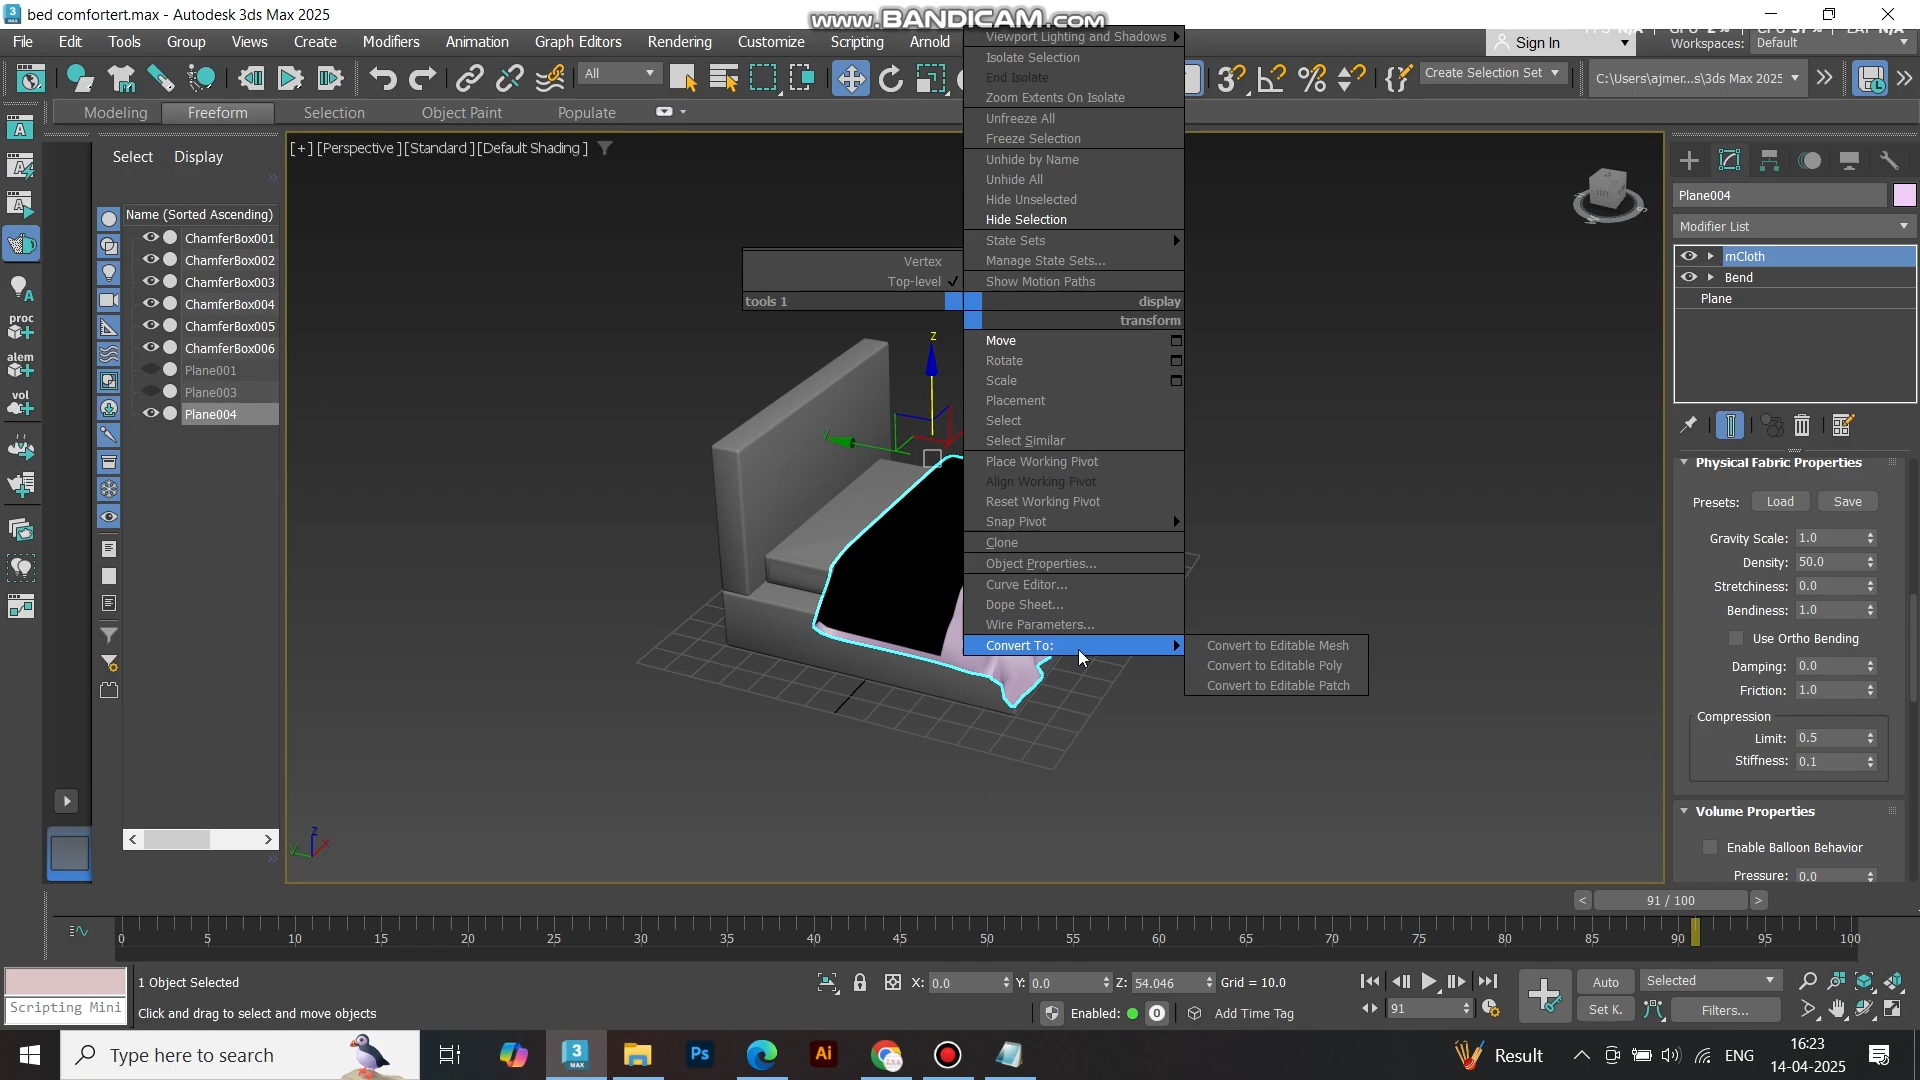 bed comfortert.max - Autodesk 3ds Max 2025
www.BANDICAM.com
File Edit Tools Group Views Create Modifiers Animation Graph Editors Rendering Customize Scripting Arnold
Sign In
Workspaces: Default
All
Create Selection Set
C:\Users\ajmer...s\3ds Max 2025
Modeling Freeform Selection Object Paint Populate
Select Display
[+] [Perspective] [Standard] [Default Shading]
Name (Sorted Ascending)
ChamferBox001
ChamferBox002
ChamferBox003
ChamferBox004
ChamferBox005
ChamferBox006
Plane001
Plane003
Plane004
proc
alem
vol
Vertex
Top-level
tools 1
Viewport Lighting and Shadows
Isolate Selection
End Isolate
Zoom Extents On Isolate
Unfreeze All
Freeze Selection
Unhide by Name
Unhide All
Hide Unselected
Hide Selection
State Sets
Manage State Sets...
Show Motion Paths
display
transform
Move
Rotate
Scale
Placement
Select
Select Similar
Place Working Pivot
Align Working Pivot
Reset Working Pivot
Snap Pivot
Clone
Object Properties...
Curve Editor...
Dope Sheet...
Wire Parameters...
Convert To:
Convert to Editable Mesh
Convert to Editable Poly
Convert to Editable Patch
Plane004
Modifier List
mCloth
Bend
Plane
Physical Fabric Properties
Presets: Load Save
Gravity Scale: 1.0
Density: 50.0
Stretchiness: 0.0
Bendiness: 1.0
Use Ortho Bending
Damping: 0.0
Friction: 1.0
Compression
Limit: 0.5
Stiffness: 0.1
Volume Properties
Enable Balloon Behavior
Pressure: 0.0
< 91 / 100 >
0 5 10 15 20 25 30 35 40 45 50 55 60 65 70 75 80 85 90 95 100
1 Object Selected
X: 0.0 Y: 0.0 Z: 54.046 Grid = 10.0
Auto Selected
Scripting Mini
Click and drag to select and move objects
Enabled: 0 Add Time Tag
91
Set K. Filters...
Type here to search
Result
ENG
16:23
14-04-2025